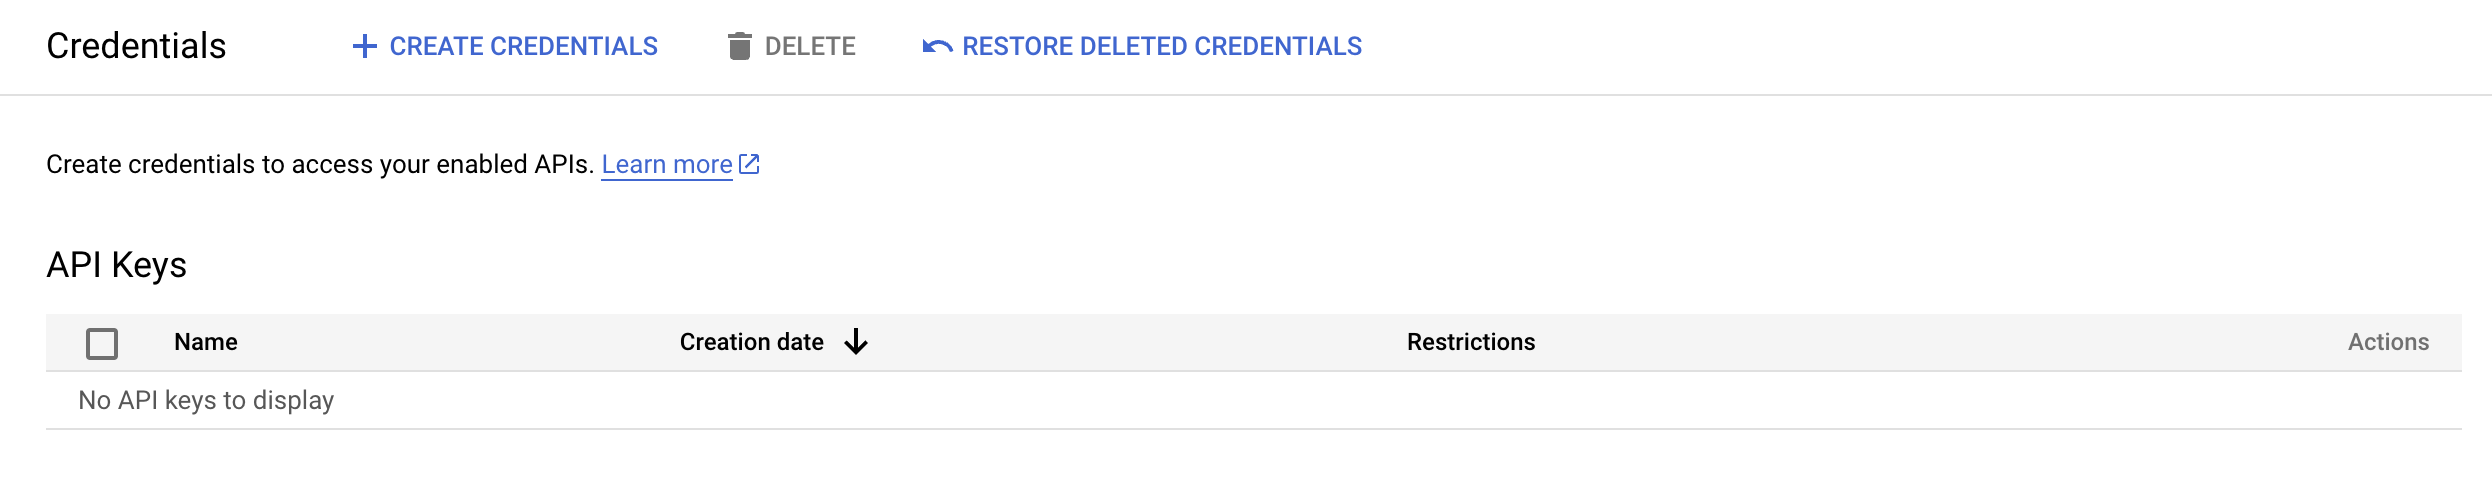 Credentials
CREATE CREDENTIALS
DELETE
RESTORE DELETED CREDENTIALS
Create credentials to access your enabled APIs. Learn more
API Keys
Name
Creation date
Restrictions
Actions
No API keys to display